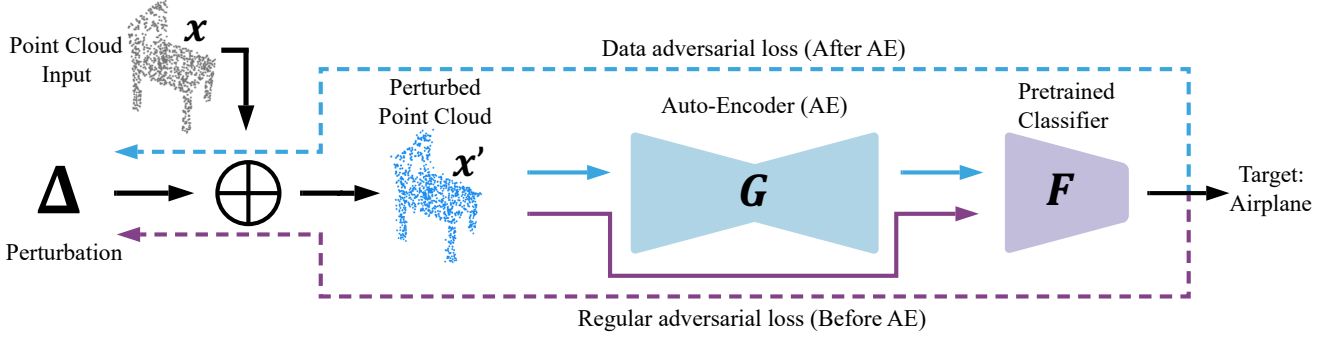 Point Cloud
Input
x
Data adversarial loss (After AE)
Perturbed
Point Cloud
x'
Auto-Encoder (AE)
Pretrained
Classifier
Δ
G
F
Target:
Airplane
Perturbation
Regular adversarial loss (Before AE)